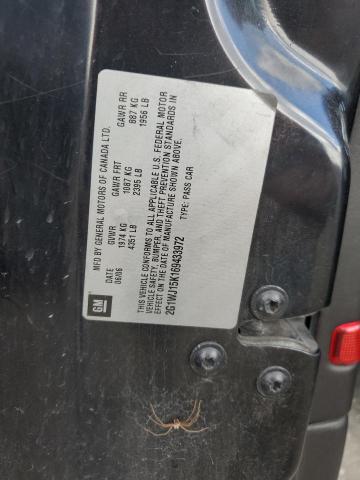 MFD BY GENERAL MOTORS OF CANADA LTD.
DATE GVWR GAWR FRT GAWR RR
06/06 1974 KG 1087 KG 887 KG
4351 LB 2395 LB 1956 LB
THIS VEHICLE CONFORMS TO ALL APPLICABLE U.S. FEDERAL MOTOR
VEHICLE SAFETY, BUMPER, AND THEFT PREVENTION STANDARDS IN
EFFECT ON THE DATE OF MANUFACTURE SHOWN ABOVE.
2G1WJ15K169433972 TYPE: PASS CAR
GM